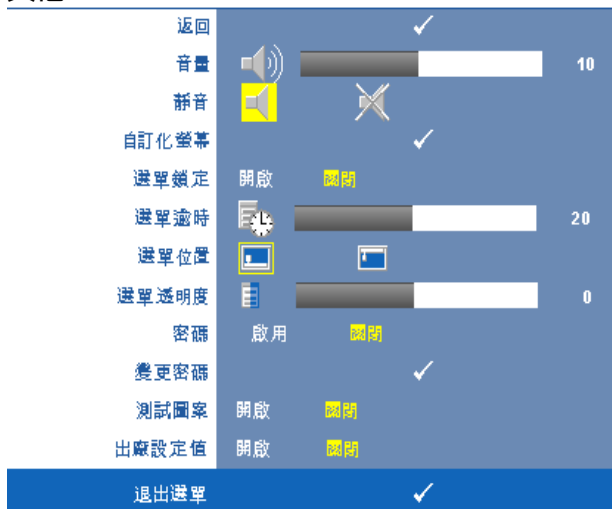 返回
音量 10
靜音
自訂化螢幕
選單鎖定 開啟 關閉
選單逾時 20
選單位置
選單透明度 0
密碼 啟用 關閉
變更密碼
測試圖案 開啟 關閉
出廠設定值 開啟 關閉
退出選單